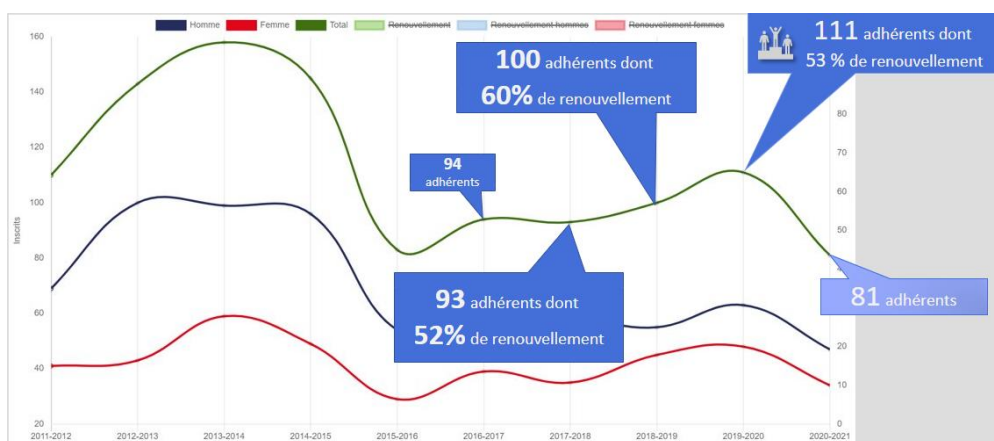 Homme Femme Total Renouvellement Renouvellement hommes Renouvellement femmes
111 adhérents dont
53 % de renouvellement
100 adhérents dont
60% de renouvellement
94
adhérents
93 adhérents dont
52% de renouvellement
81 adhérents
Inscrits
160
140
120
100
80
60
40
20
80
70
60
50
20
10
0
2011-2012 2012-2013 2013-2014 2014-2015 2015-2016 2016-2017 2017-2018 2018-2019 2019-2020 2020-2021